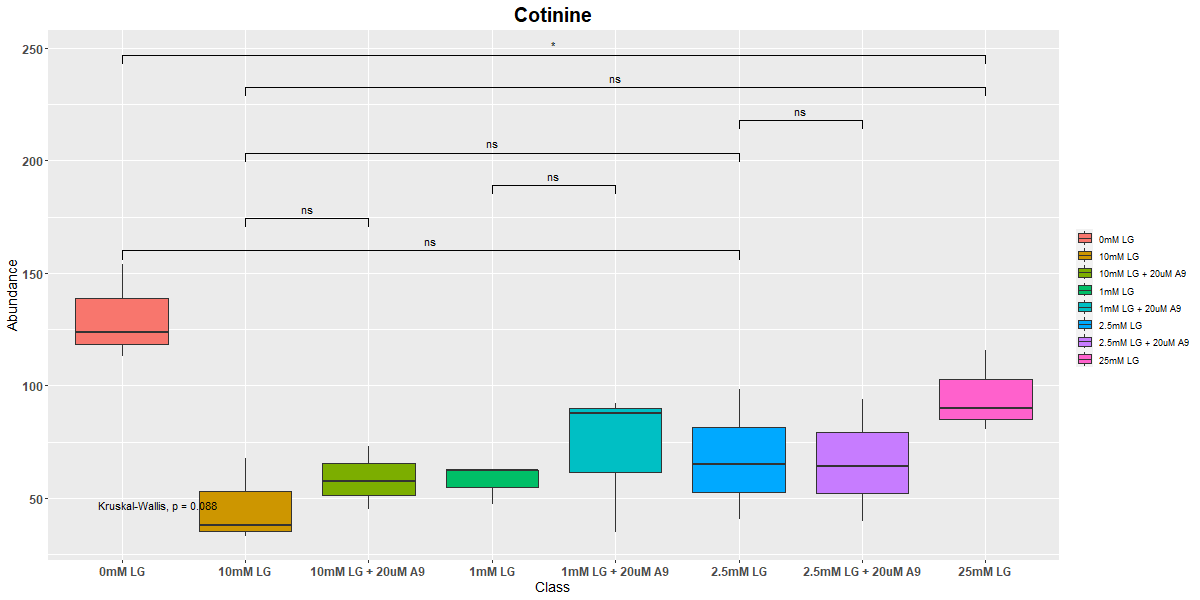 Cotinine
Abundance
250
200
150
100
50
*
ns
ns
ns
ns
ns
ns
Kruskal-Wallis, p = 0.088
0mM LG
10mM LG
10mM LG + 20uM A9
1mM LG
1mM LG + 20uM A9
2.5mM LG
2.5mM LG + 20uM A9
25mM LG
Class
0mM LG
10mM LG
10mM LG + 20uM A9
1mM LG
1mM LG + 20uM A9
2.5mM LG
2.5mM LG + 20uM A9
25mM LG